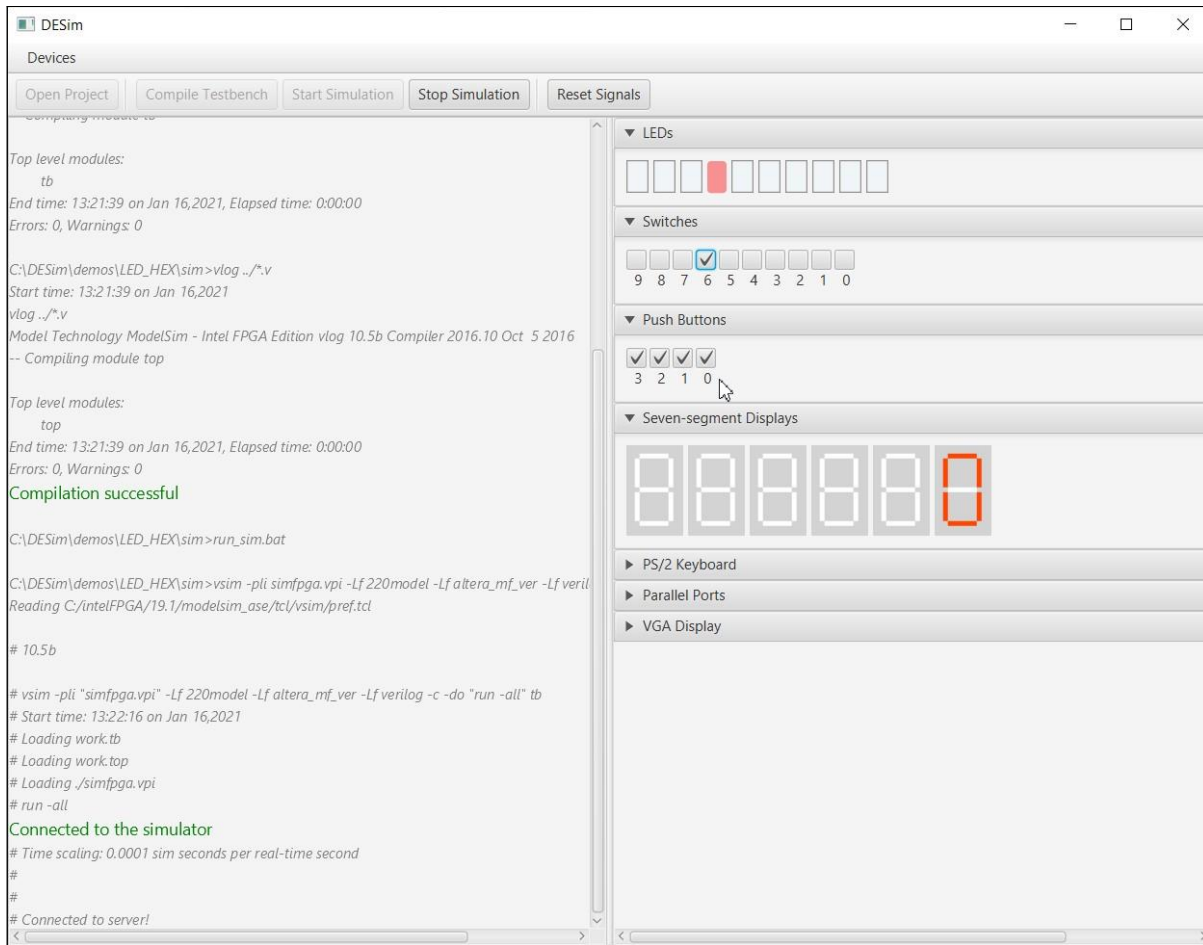 DESim
Devices
Open Project Compile Testbench Start Simulation Stop Simulation Reset Signals
-- Compiling module tb
Top level modules:
tb
End time: 13:21:39 on Jan 16,2021, Elapsed time: 0:00:00
Errors: 0, Warnings: 0
C:\DESim\demos\LED_HEX\sim>vlog ../*.v
Start time: 13:21:39 on Jan 16,2021
vlog ../*.v
Model Technology ModelSim - Intel FPGA Edition vlog 10.5b Compiler 2016.10 Oct 5 2016
-- Compiling module top
Top level modules:
top
End time: 13:21:39 on Jan 16,2021, Elapsed time: 0:00:00
Errors: 0, Warnings: 0
Compilation successful
C:\DESim\demos\LED_HEX\sim>run_sim.bat
C:\DESim\demos\LED_HEX\sim>vsim -pli simfpga.vpi -Lf 220model -Lf altera_mf_ver -Lf veril
Reading C:/intelFPGA/19.1/modelsim_ase/tcl/vsim/pref.tcl
# 10.5b
# vsim -pli "simfpga.vpi" -Lf 220model -Lf altera_mf_ver -Lf verilog -c -do "run -all" tb
# Start time: 13:22:16 on Jan 16,2021
# Loading work.tb
# Loading work.top
# Loading ./simfpga.vpi
# run -all
Connected to the simulator
# Time scaling: 0.0001 sim seconds per real-time second
#
#
# Connected to server!
LEDs
Switches
9 8 7 6 5 4 3 2 1 0
Push Buttons
3 2 1 0
Seven-segment Displays
0
PS/2 Keyboard
Parallel Ports
VGA Display